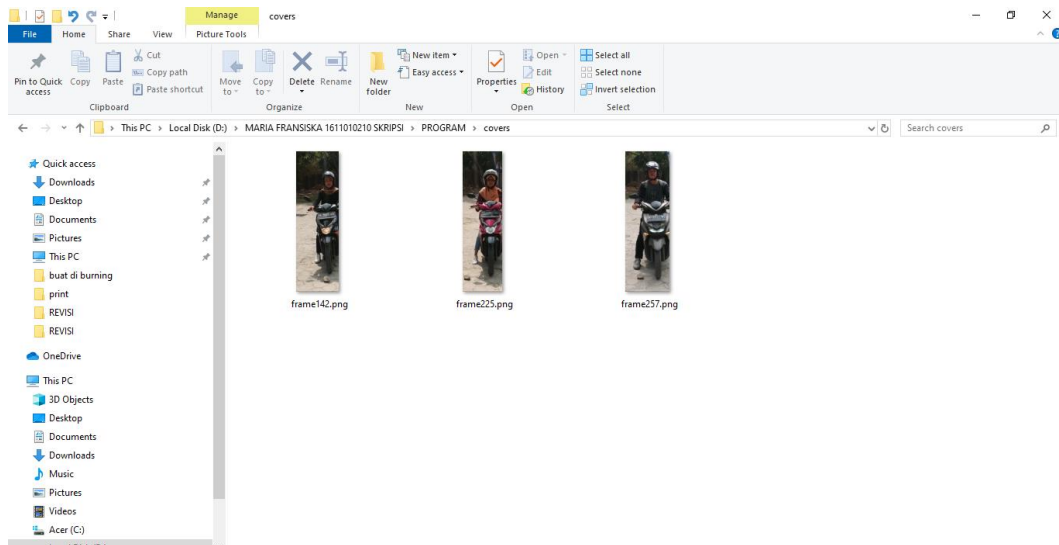 Manage covers
File Home Share View Picture Tools
Pin to Quick access
Copy
Paste
Cut
Copy path
Paste shortcut
Clipboard
Move to
Copy to
Delete
Rename
Organize
New folder
New item
Easy access
New
Properties
Open
Edit
History
Open
Select all
Select none
Invert selection
Select
This PC > Local Disk (D:) > MARIA FRANSISKA 1611010210 SKRIPSI > PROGRAM > covers
Search covers
Quick access
Downloads
Desktop
Documents
Pictures
This PC
buat di burning
print
REVISI
REVISI
OneDrive
This PC
3D Objects
Desktop
Documents
Downloads
Music
Pictures
Videos
Acer (C:)
frame142.png
frame225.png
frame257.png